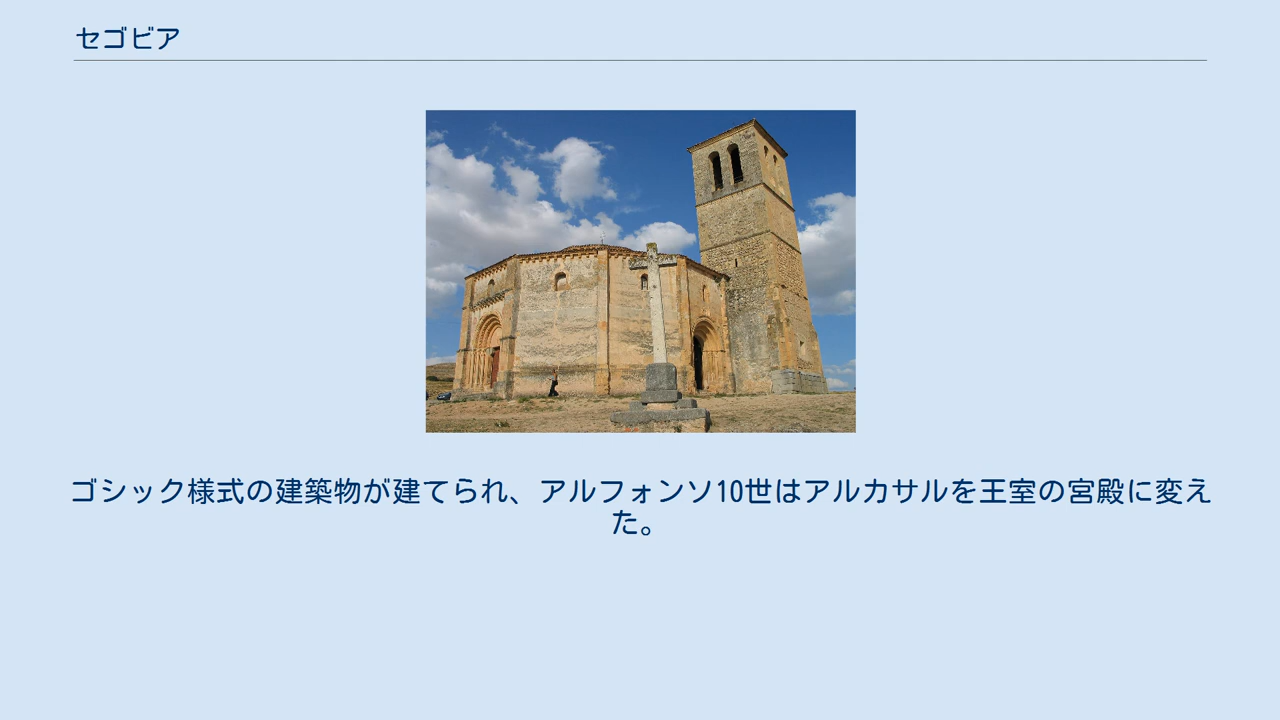 セゴビア
ゴシック様式の建築物が建てられ、アルフォンソ10世はアルカサルを王室の宮殿に変え
た。